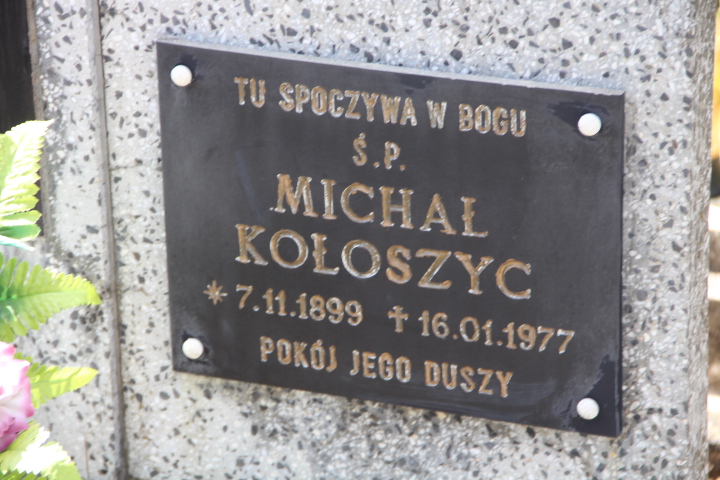 TU SPOCZYWA W BOGU
Ś.P.
MICHAŁ
KOŁOSZYC
* 7.11.1899 ✝ 16.01.1977
POKÓJ JEGO DUSZY